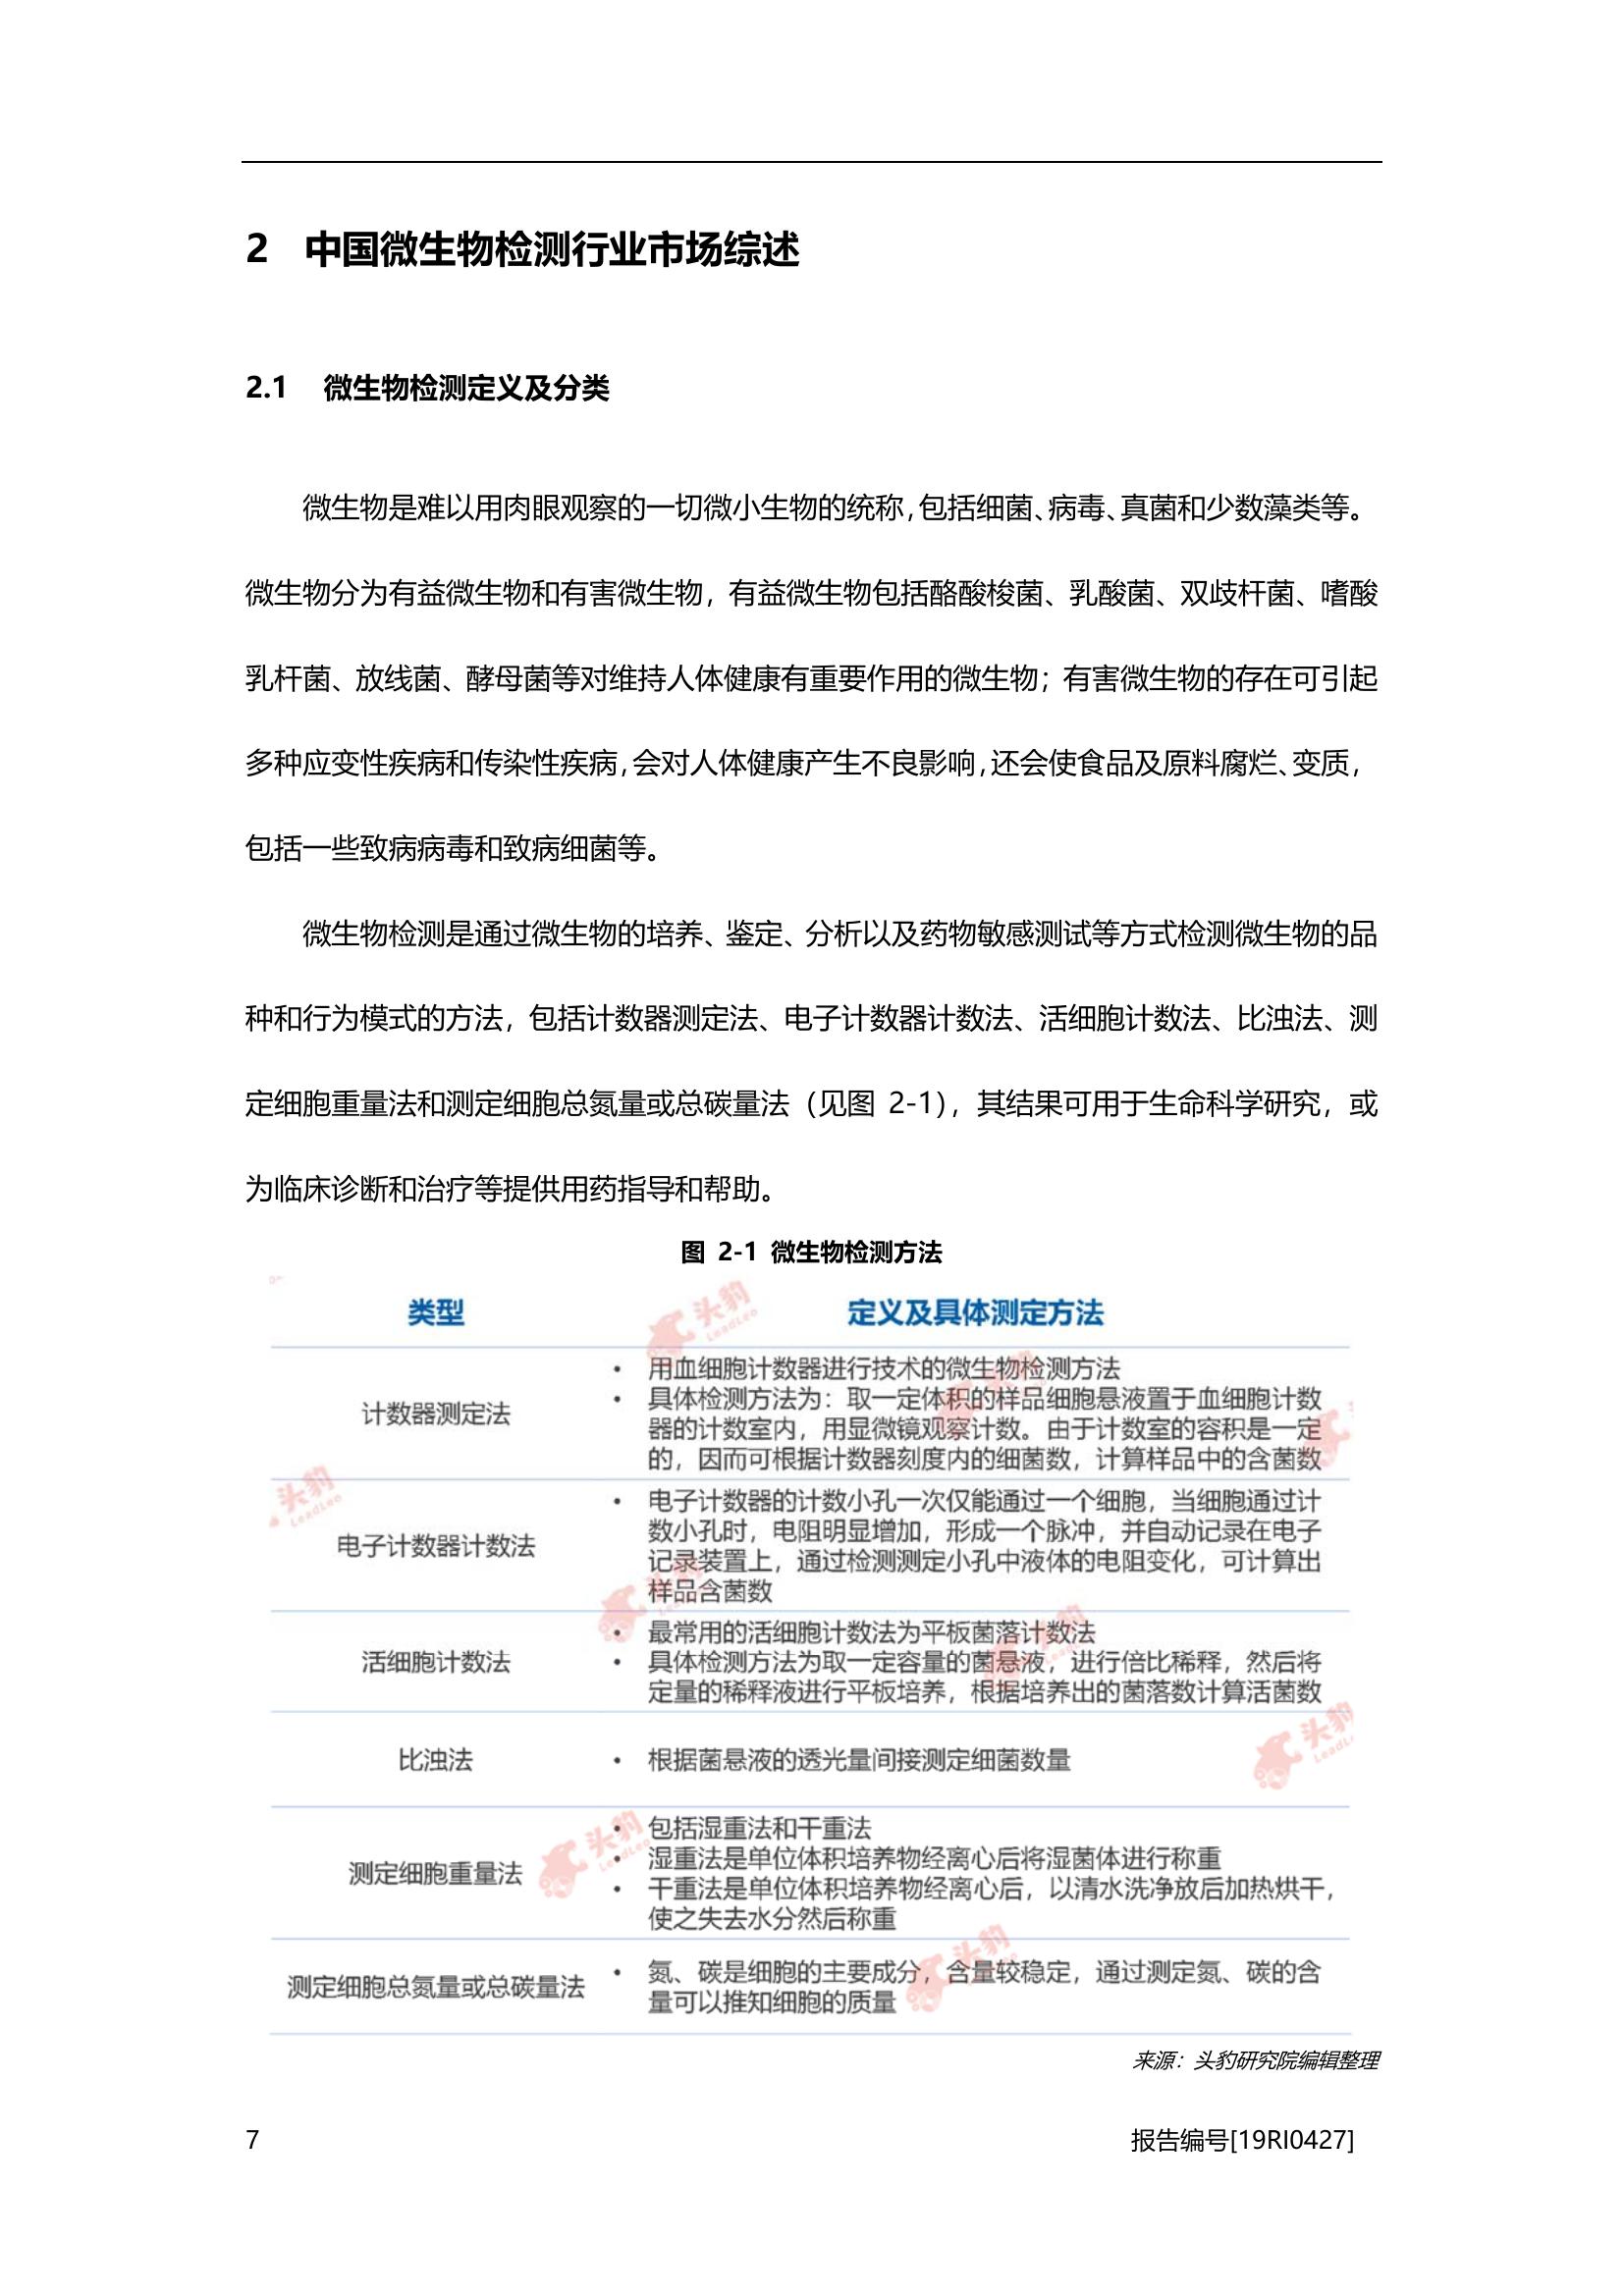 2 中国微生物检测行业市场综述
2.1 微生物检测定义及分类
微生物是难以用肉眼观察的一切微小生物的统称，包括细菌、病毒、真菌和少数藻类等。
微生物分为有益微生物和有害微生物，有益微生物包括酪酸梭菌、乳酸菌、双歧杆菌、嗜酸
乳杆菌、放线菌、酵母菌等对维持人体健康有重要作用的微生物；有害微生物的存在可引起
多种应变性疾病和传染性疾病，会对人体健康产生不良影响，还会使食品及原料腐烂、变质，
包括一些致病病毒和致病细菌等。
微生物检测是通过微生物的培养、鉴定、分析以及药物敏感测试等方式检测微生物的品
种和行为模式的方法，包括计数器测定法、电子计数器计数法、活细胞计数法、比浊法、测
定细胞重量法和测定细胞总氮量或总碳量法（见图 2-1），其结果可用于生命科学研究，或
为临床诊断和治疗等提供用药指导和帮助。
图 2-1 微生物检测方法
类型 定义及具体测定方法
计数器测定法
• 用血细胞计数器进行技术的微生物检测方法
• 具体检测方法为：取一定体积的样品细胞悬液置于血细胞计数
器的计数室内，用显微镜观察计数。由于计数室的容积是一定
的，因而可根据计数器刻度内的细菌数，计算样品中的含菌数
电子计数器计数法
• 电子计数器的计数小孔一次仅能通过一个细胞，当细胞通过计
数小孔时，电阻明显增加，形成一个脉冲，并自动记录在电子
记录装置上，通过检测测定小孔中液体的电阻变化，可计算出
样品含菌数
活细胞计数法
• 最常用的活细胞计数法为平板菌落计数法
• 具体检测方法为取一定容量的菌悬液，进行倍比稀释，然后将
定量的稀释液进行平板培养，根据培养出的菌落数计算活菌数
比浊法
• 根据菌悬液的透光量间接测定细菌数量
测定细胞重量法
• 包括湿重法和干重法
• 湿重法是单位体积培养物经离心后将湿菌体进行称重
• 干重法是单位体积培养物经离心后，以清水洗净放后加热烘干，
使之失去水分然后称重
测定细胞总氮量或总碳量法
• 氮、碳是细胞的主要成分，含量较稳定，通过测定氮、碳的含
量可以推知细胞的质量
头豹
LeadLeo
来源：头豹研究院编辑整理
7 报告编号[19RI0427]